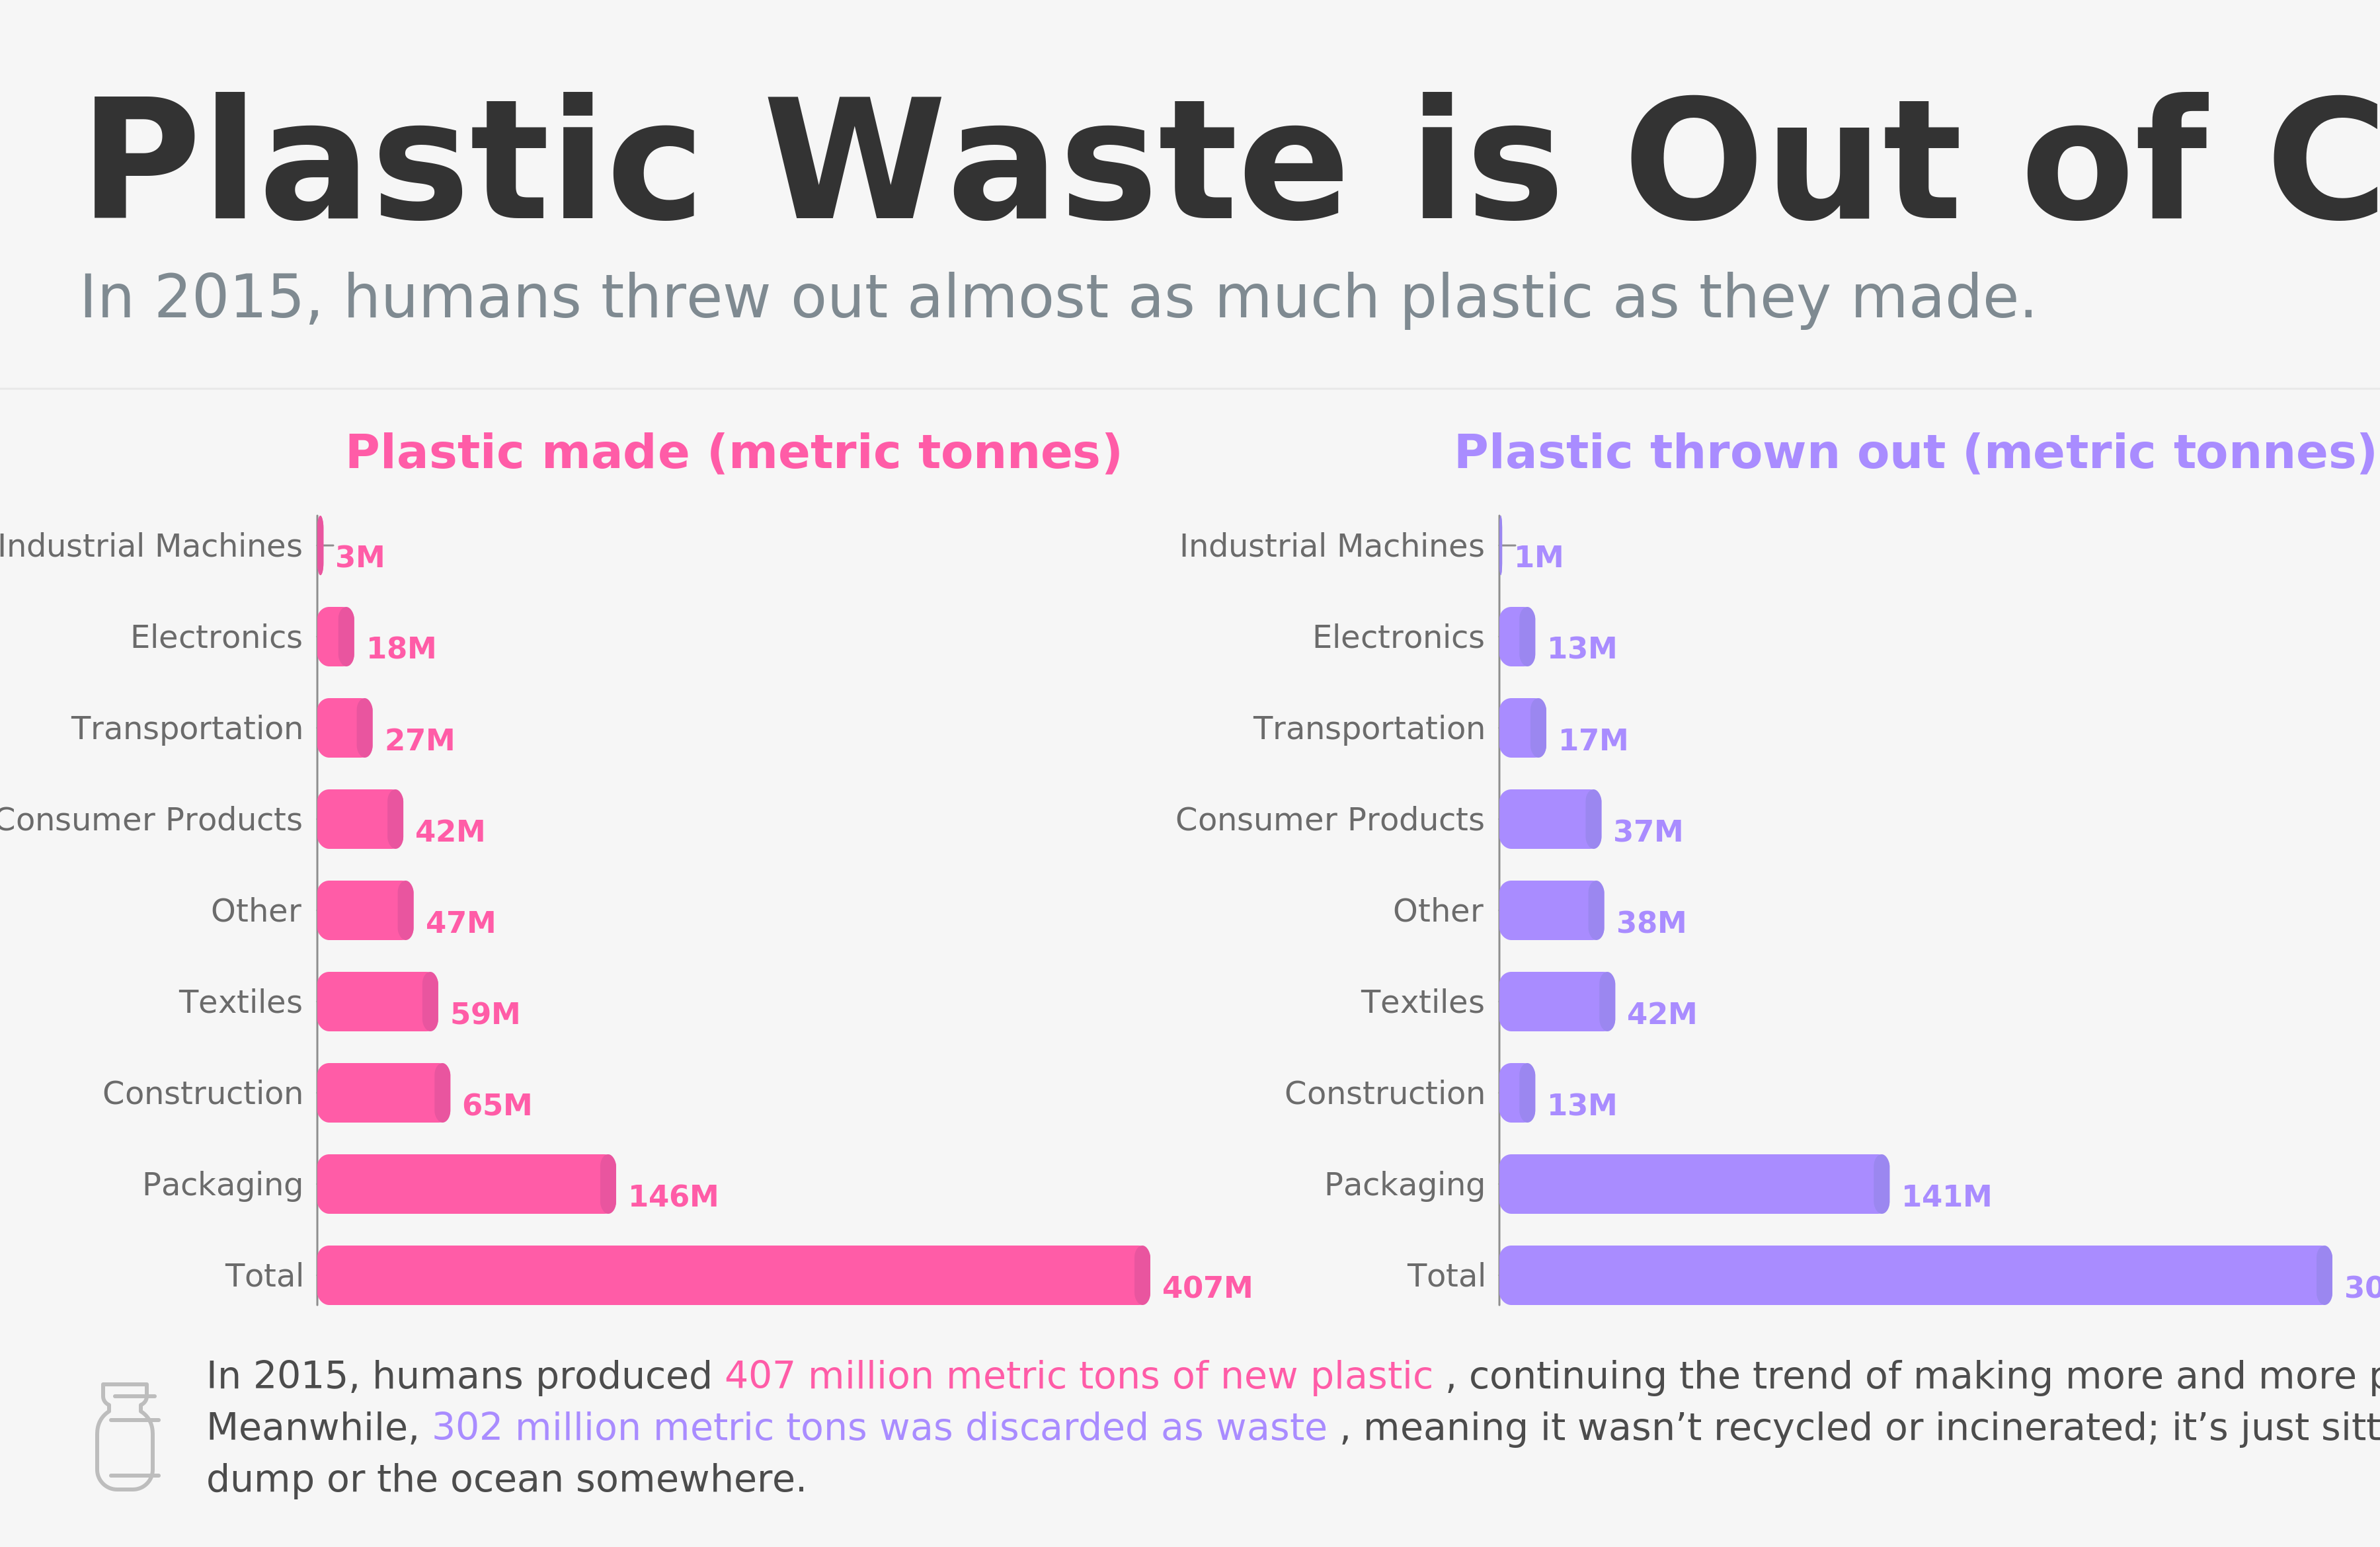 Plastic Waste is Out of C
In 2015, humans threw out almost as much plastic as they made.
Plastic made (metric tonnes)
Industrial Machines 3M
Electronics 18M
Transportation 27M
Consumer Products 42M
Other 47M
Textiles 59M
Construction 65M
Packaging 146M
Total 407M
Plastic thrown out (metric tonnes)
Industrial Machines 1M
Electronics 13M
Transportation 17M
Consumer Products 37M
Other 38M
Textiles 42M
Construction 13M
Packaging 141M
Total 30
In 2015, humans produced 407 million metric tons of new plastic , continuing the trend of making more and more
Meanwhile, 302 million metric tons was discarded as waste , meaning it wasn’t recycled or incinerated; it’s just sitt
dump or the ocean somewhere.